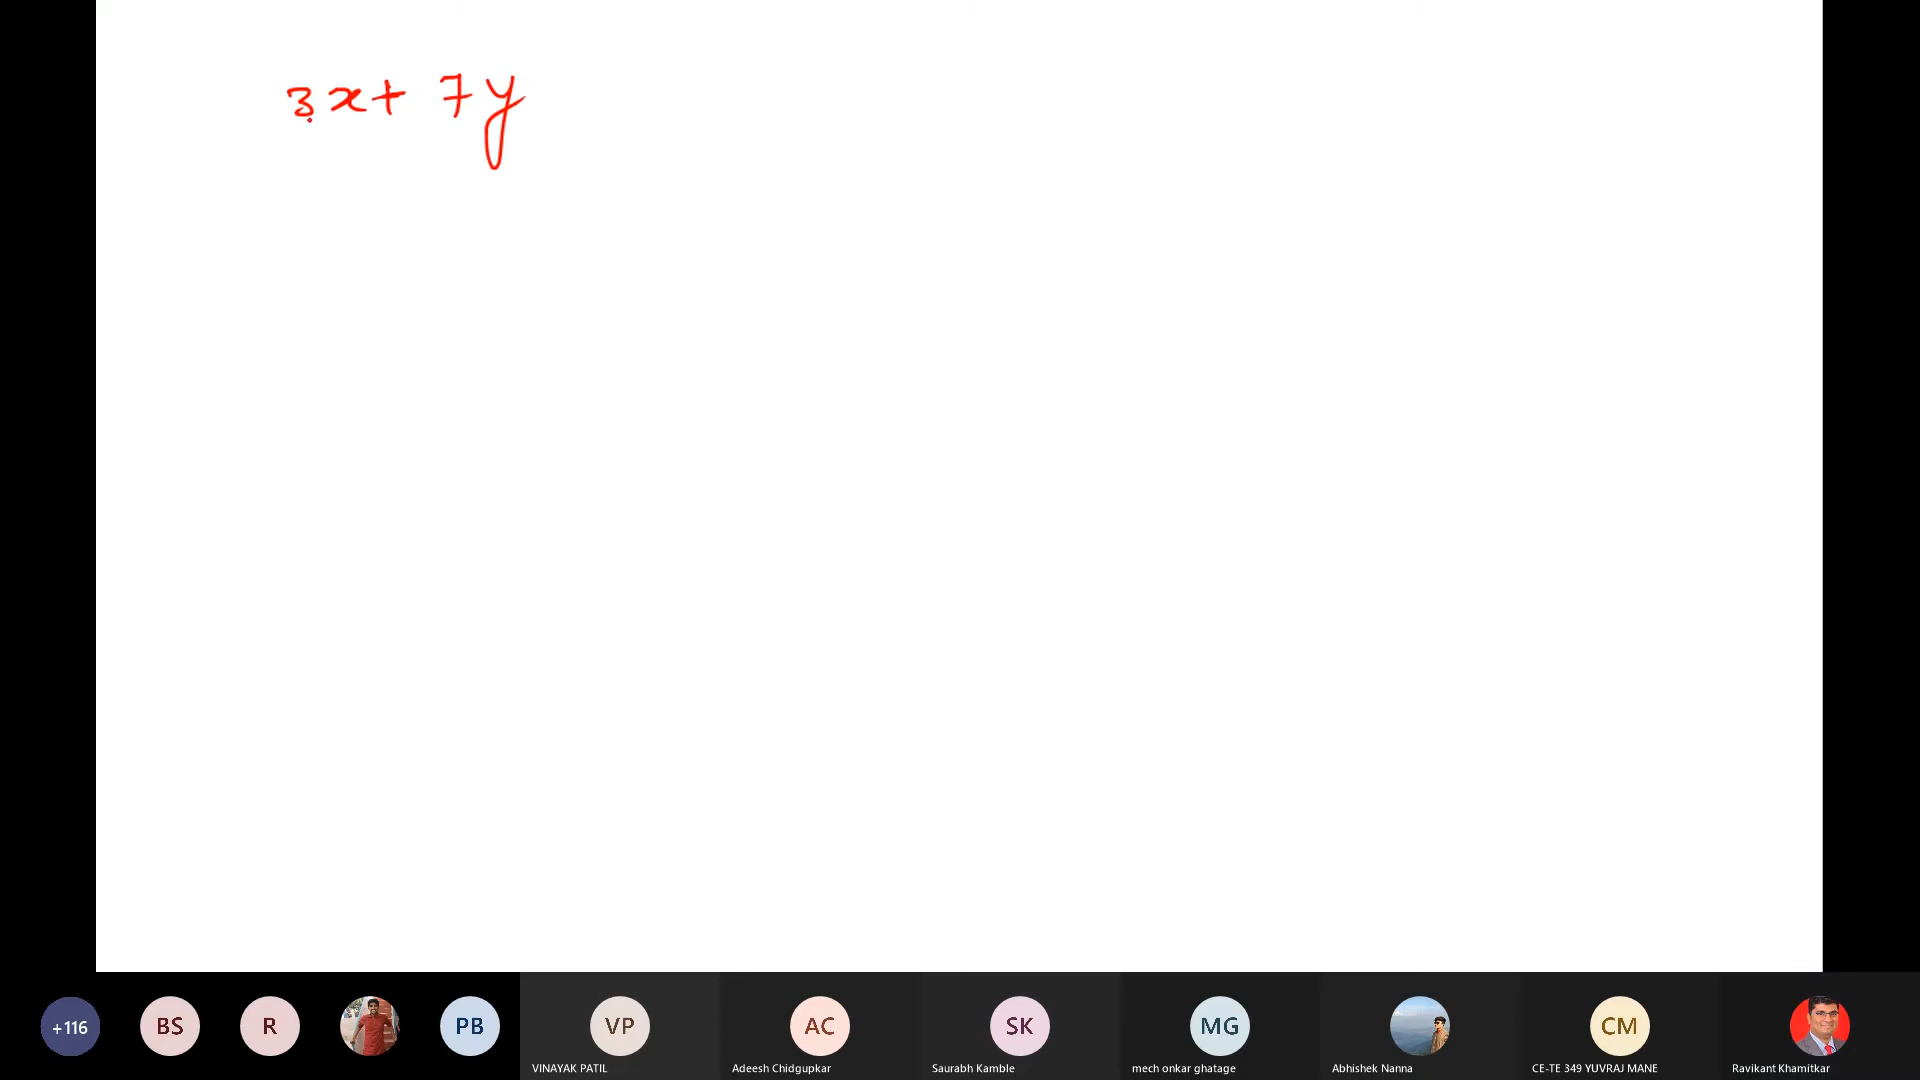 3x + 7y
+116 BS R PB VP AC SK MG CM
VINAYAK PATIL Adeesh Chidgupkar Saurabh Kamble mech onkar ghatage Abhishek Nanna CE-TE 349 YUVRAJ MANE Ravikant Khamitkar